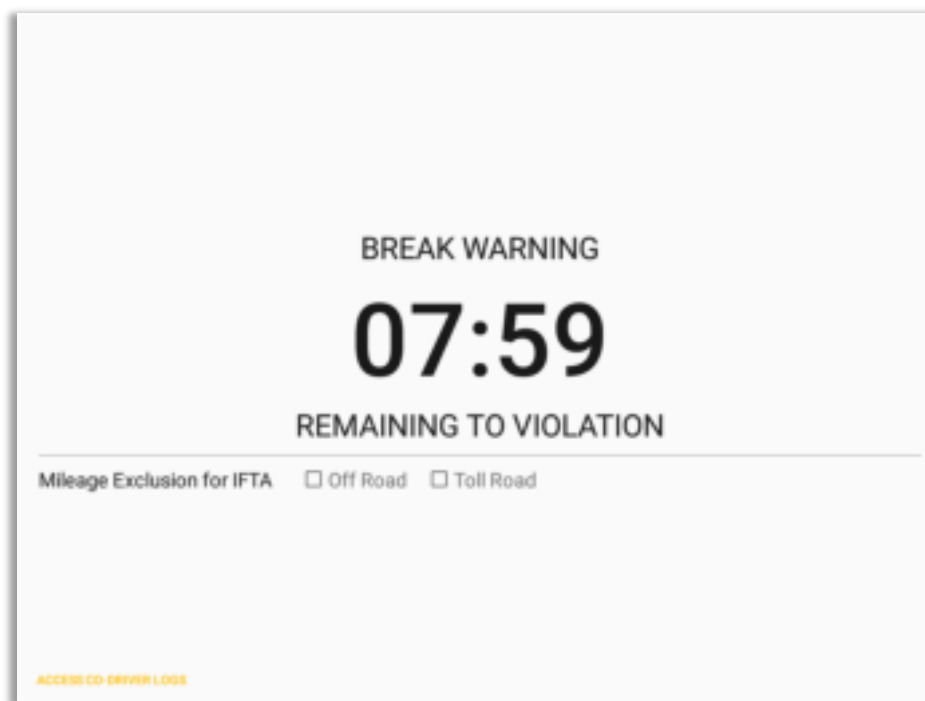 BREAK WARNING
07:59
REMAINING TO VIOLATION
Mileage Exclusion for IFTA Off Road Toll Road
ACCESS CO-DRIVER LOGS